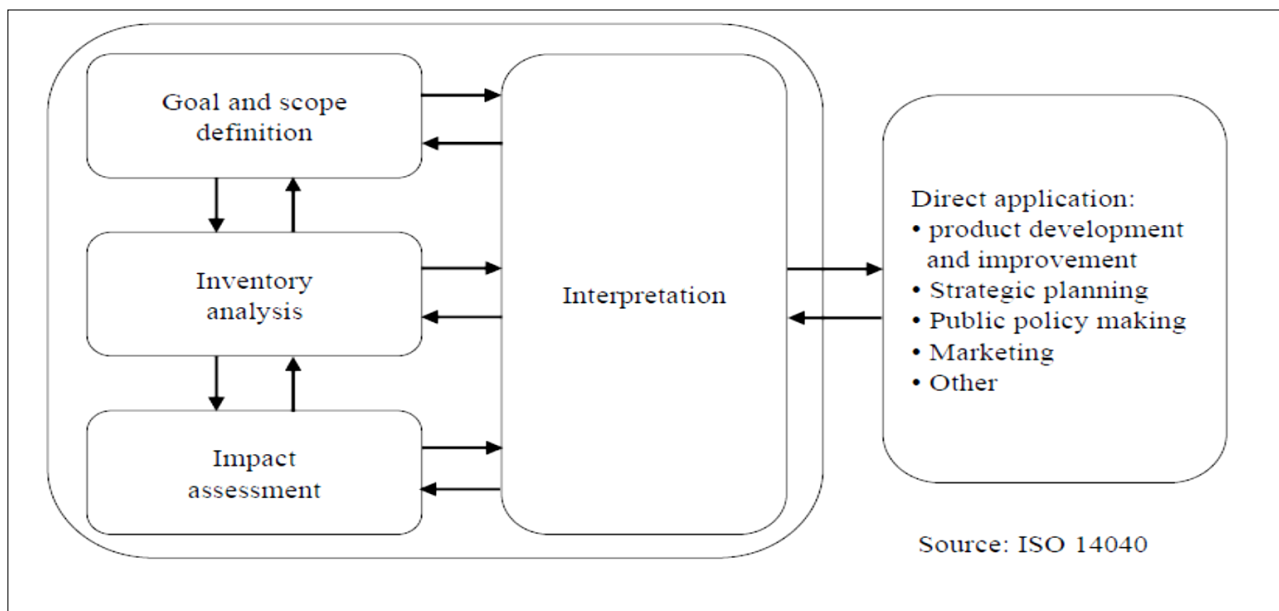 Goal and scope
definition
Inventory
analysis
Impact
assessment
Interpretation
Direct application:
• product development
and improvement
• Strategic planning
• Public policy making
• Marketing
• Other
Source: ISO 14040